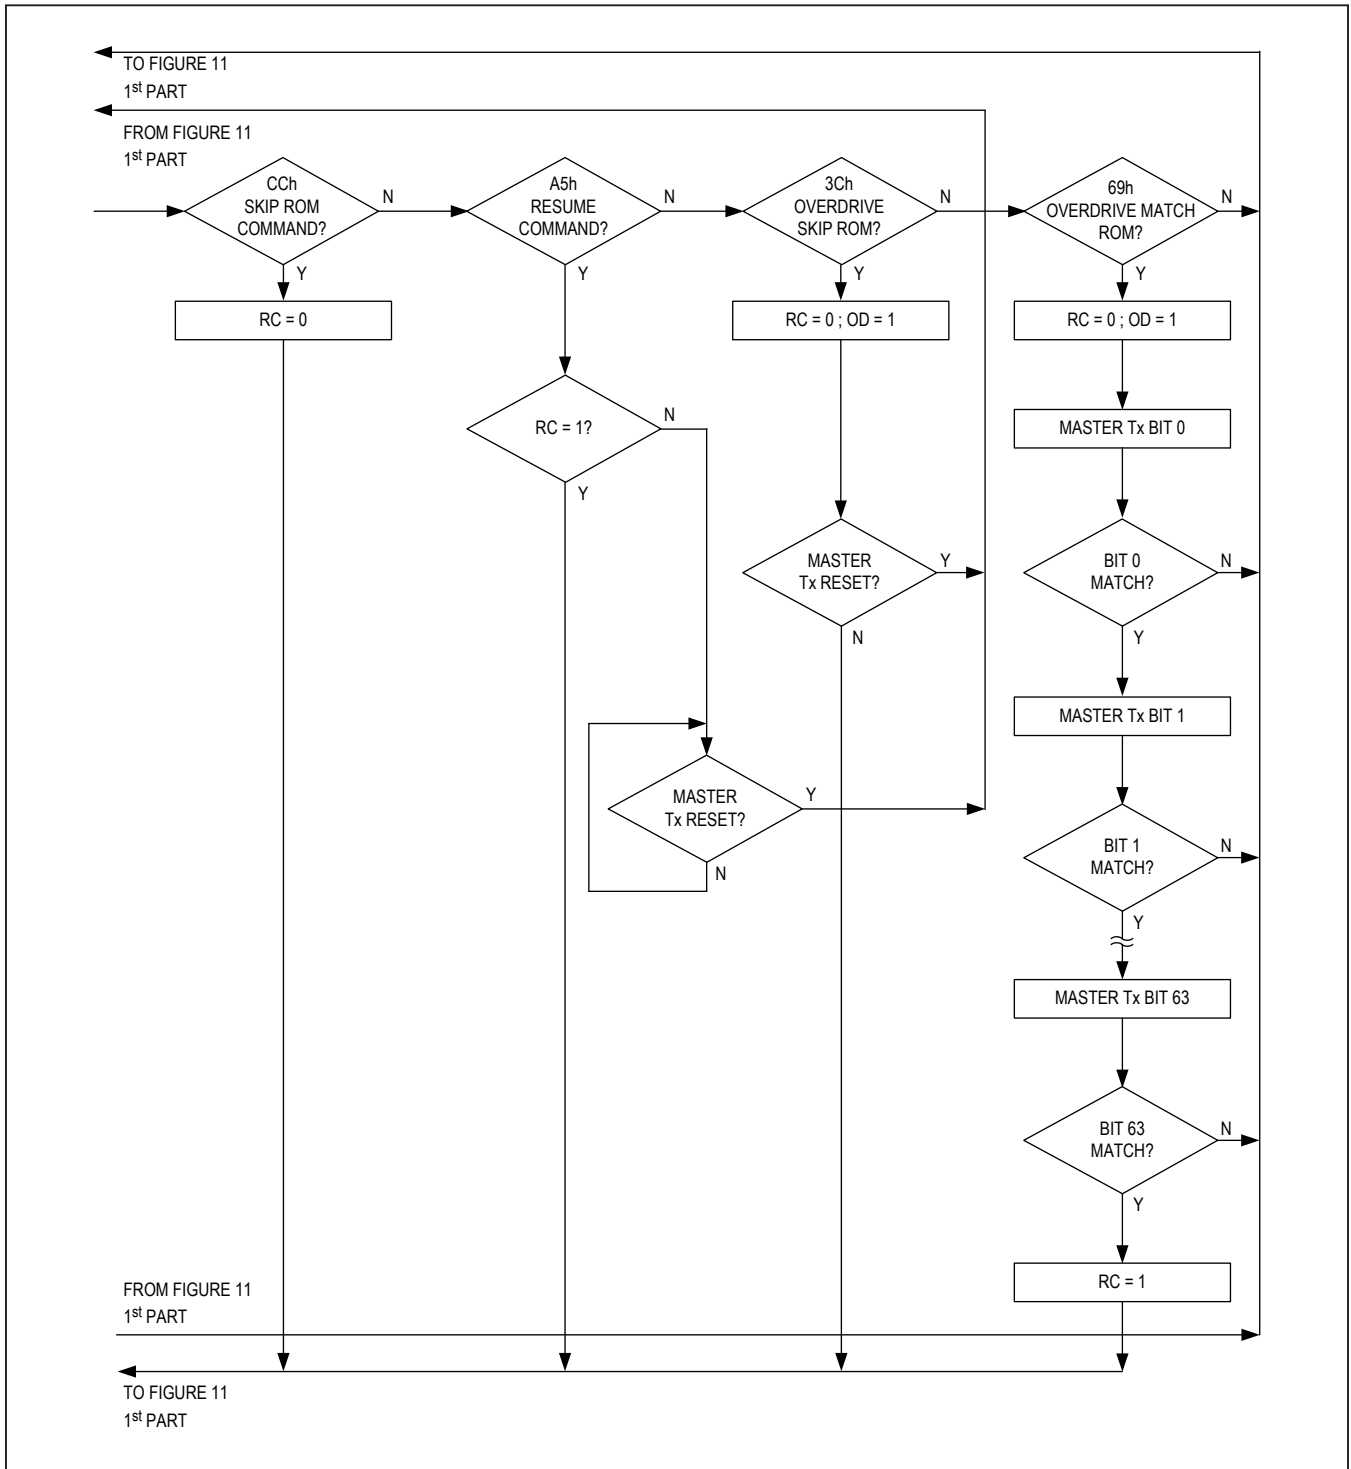 TO FIGURE 11
1st PART
FROM FIGURE 11
1st PART
CCh
SKIP ROM
COMMAND?
N
Y
A5h
RESUME
COMMAND?
N
Y
3Ch
OVERDRIVE
SKIP ROM?
N
Y
69h
OVERDRIVE MATCH
ROM?
N
Y
RC = 0
RC = 0 ; OD = 1
RC = 0 ; OD = 1
RC = 1?
N
Y
MASTER Tx BIT 0
MASTER
Tx RESET?
Y
N
BIT 0
MATCH?
N
Y
MASTER Tx BIT 1
MASTER
Tx RESET?
Y
N
BIT 1
MATCH?
N
Y
MASTER Tx BIT 63
BIT 63
MATCH?
N
Y
RC = 1
FROM FIGURE 11
1st PART
TO FIGURE 11
1st PART